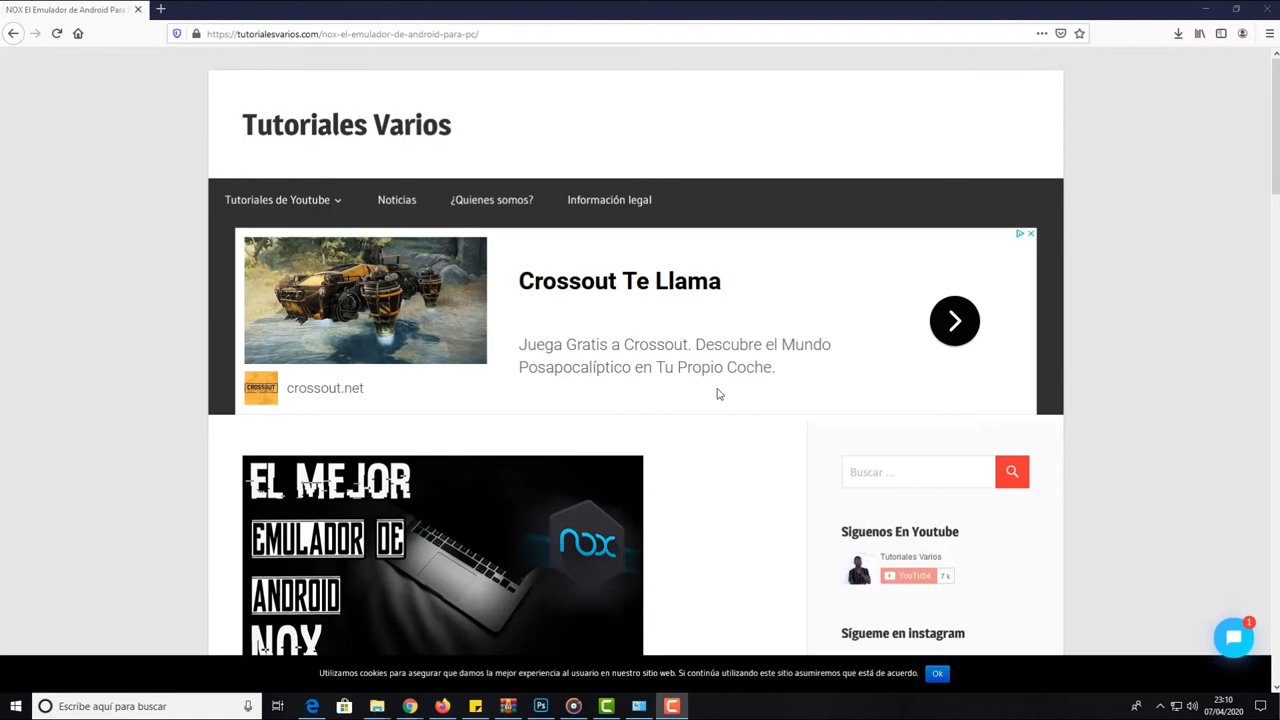 NOX El Emulador de Android Para
https://tutorialesvarios.com/nox-el-emulador-de-android-para-pc/
Tutoriales Varios
Tutoriales de Youtube
Noticias
¿Quienes somos?
Información legal
Crossout Te Llama
Juega Gratis a Crossout. Descubre el Mundo
Posapocalíptico en Tu Propio Coche.
CROSSOUT
crossout.net
EL MEJOR
EMULADOR DE
ANDROID
NOX
nox
Buscar ...
Siguenos En Youtube
Tutoriales Varios
YouTube
7 k
Sígueme en instagram
1
Utilizamos cookies para asegurar que damos la mejor experiencia al usuario en nuestro sitio web. Si continúa utilizando este sitio asumiremos que está de acuerdo.
Ok
Escribe aquí para buscar
23:10
07/04/2020